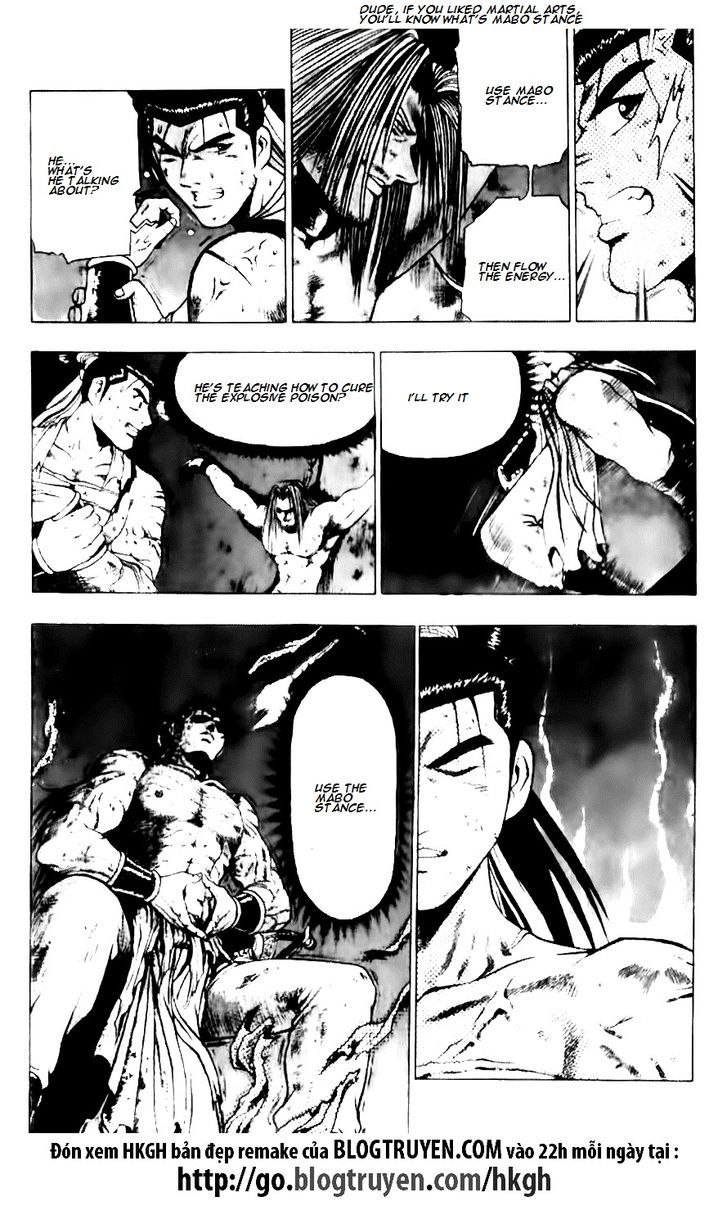 DUDE, IF YOU LIKED MARTIAL ARTS,
YOU'LL KNOW WHAT'S MABO STANCE
HE...
WHAT'S
HE TALKING
ABOUT?
USE MABO
STANCE...
THEN FLOW
THE ENERGY...
HE'S TEACHING HOW TO CURE
THE EXPLOSIVE POISON?
I'LL TRY IT
USE THE
MABO
STANCE...
Đón xem HKGH bản đẹp remake của BLOGTRUYEN.COM vào 22h mỗi ngày tại :
http://go.blogtruyen.com/hkgh